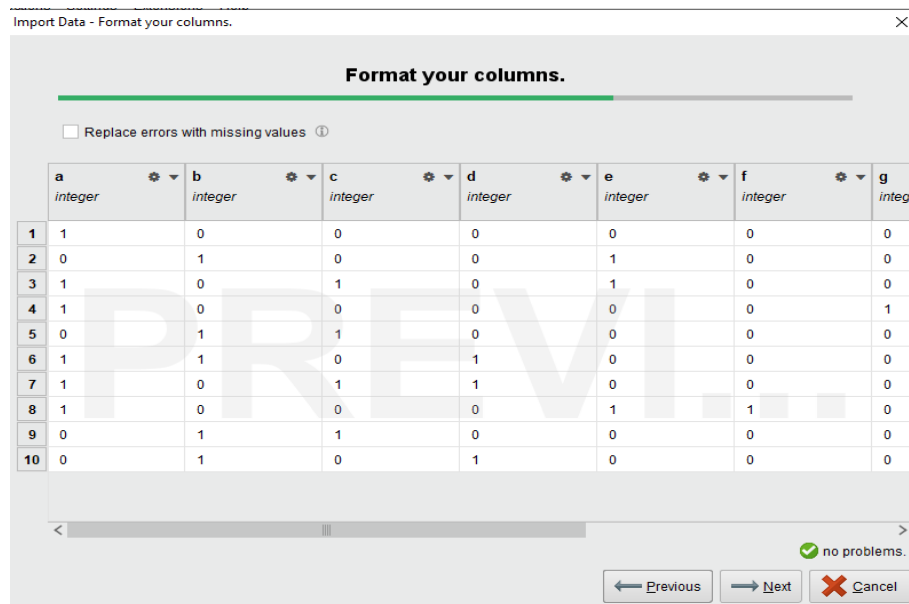 Import Data - Format your columns.
Format your columns.
Replace errors with missing values
a b c d e f g
integer integer integer integer integer integer integ
1 1 0 0 0 0 0 0
2 0 1 0 0 1 0 0
3 1 0 1 0 1 0 0
4 1 0 0 0 0 0 1
5 0 1 1 0 0 0 0
6 1 1 0 1 0 0 0
7 1 0 1 1 0 0 0
8 1 0 0 0 1 1 0
9 0 1 1 0 0 0 0
10 0 1 0 1 0 0 0
PREVI...
no problems.
Previous Next Cancel